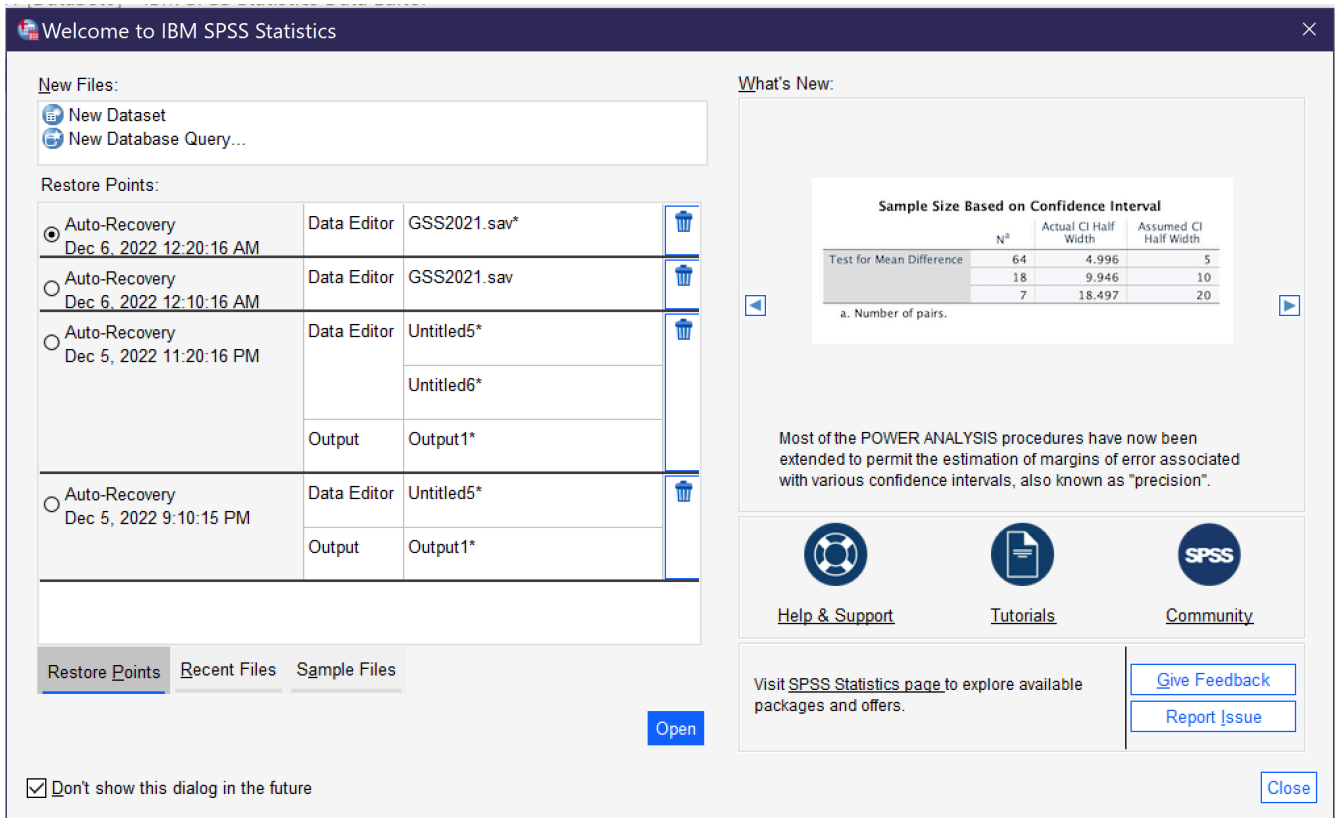 Welcome to IBM SPSS Statistics
New Files:
New Dataset
New Database Query...
Restore Points:
Auto-Recovery
Dec 6, 2022 12:20:16 AM
Data Editor
GSS2021.sav*
Auto-Recovery
Dec 6, 2022 12:10:16 AM
Data Editor
GSS2021.sav
Auto-Recovery
Dec 5, 2022 11:20:16 PM
Data Editor
Untitled5*
Untitled6*
Output
Output1*
Auto-Recovery
Dec 5, 2022 9:10:15 PM
Data Editor
Untitled5*
Output
Output1*
Restore Points
Recent Files
Sample Files
Open
Don't show this dialog in the future
What's New:
Sample Size Based on Confidence Interval
Nª
Actual CI Half
Width
Assumed CI
Half Width
Test for Mean Difference 64 4.996 5
18 9.946 10
7 18.497 20
a. Number of pairs.
Most of the POWER ANALYSIS procedures have now been
extended to permit the estimation of margins of error associated
with various confidence intervals, also known as "precision".
SPSS
Help & Support
Tutorials
Community
Visit SPSS Statistics page to explore available
packages and offers.
Give Feedback
Report Issue
Close